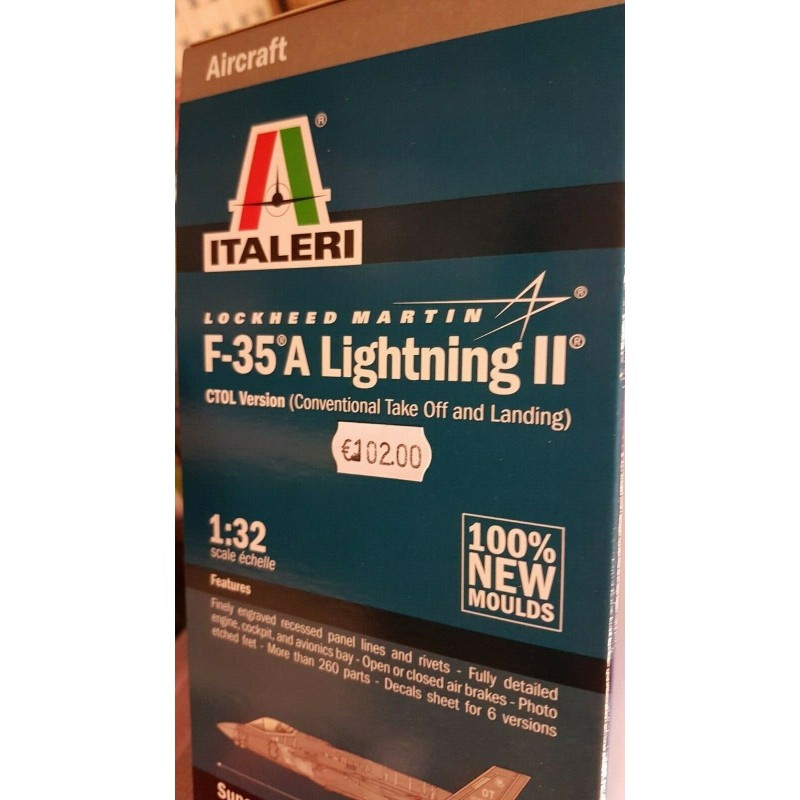 Aircraft
ITALERI®
LOCKHEED MARTIN ®
F-35® A Lightning II®
CTOL Version (Conventional Take Off and Landing)
€102.00
1:32
scale échelle
100%
NEW
MOULDS
Features
Finely engraved recessed panel lines and rivets - Fully detailed
engine, cockpit, and avionics bay - Open or closed air brakes - Photo
etched fret - More than 260 parts - Decals sheet for 6 versions
OT